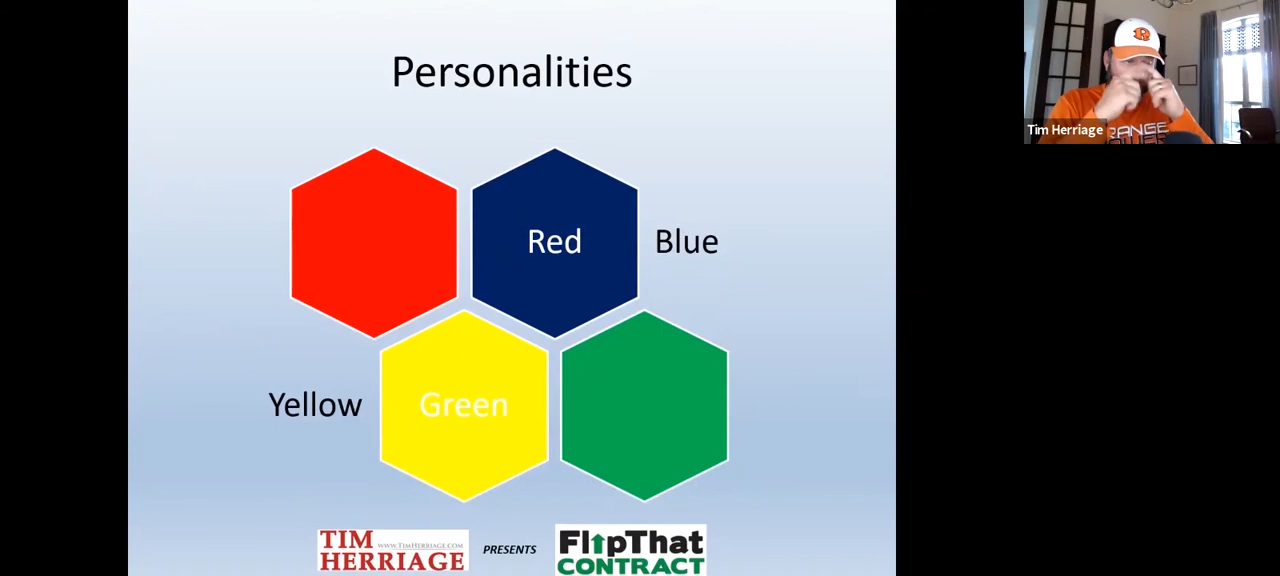 Personalities
Tim Herriage
Red
Blue
Yellow
Green
TIM
WWW.TIMHERRIAGE.COM
HERRIAGE
PRESENTS
FlipThat
CONTRACT